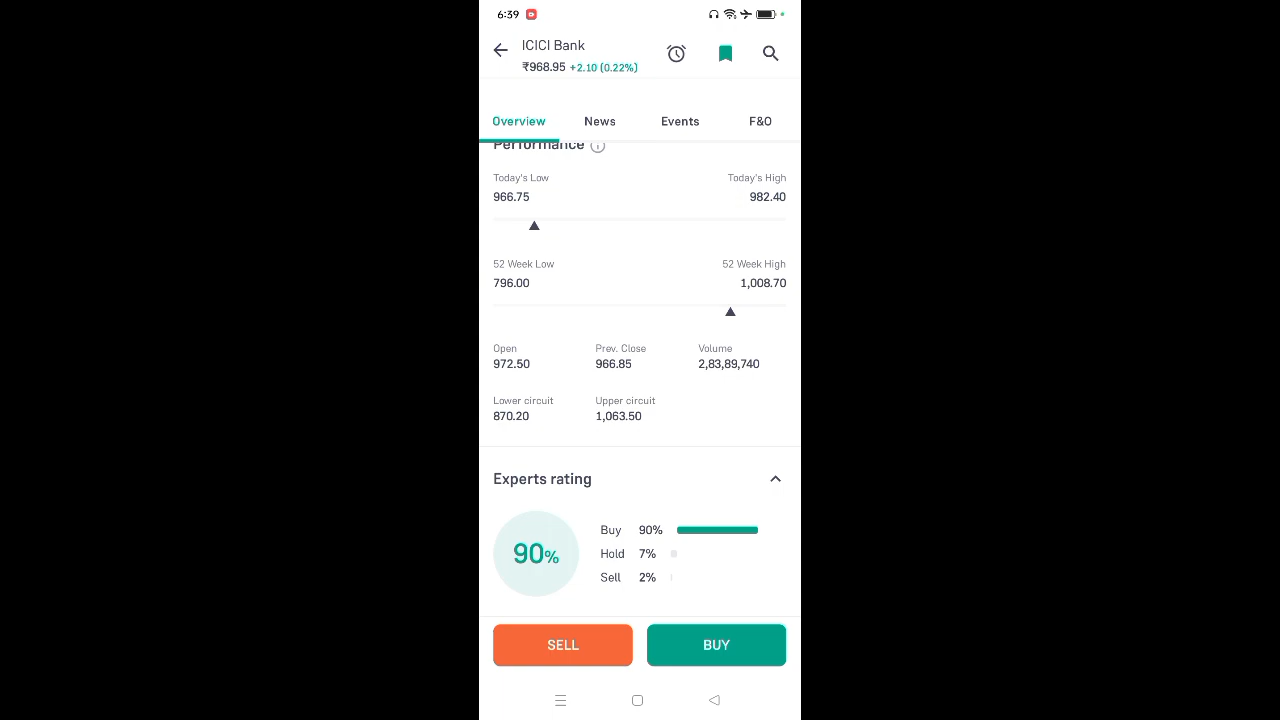 6:39
ICICI Bank
₹968.95 +2.10 (0.22%)
Overview News Events F&O
Performance
Today's Low Today's High
966.75 982.40
52 Week Low 52 Week High
796.00 1,008.70
Open Prev. Close Volume
972.50 966.85 2,83,89,740
Lower circuit Upper circuit
870.20 1,063.50
Experts rating
90%
Buy 90%
Hold 7%
Sell 2%
SELL BUY